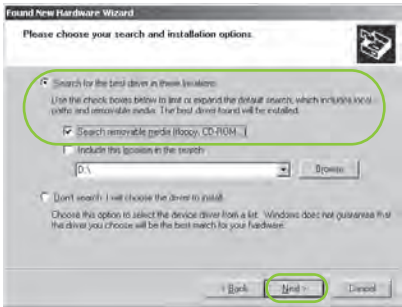 Found New Hardware Wizard
Please choose your search and installation options.
Search for the best driver in these locations.
Use the check boxes below to limit or expand the default search, which includes local
paths and removable media. The best driver found will be installed.
Search removable media (floppy, CD-ROM...)
Include this location in the search:
D:\
Browse
Don't search. I will choose the driver to install.
Choose this option to select the device driver from a list. Windows does not guarantee that
the driver you choose will be the best match for your hardware.
< Back
Next >
Cancel